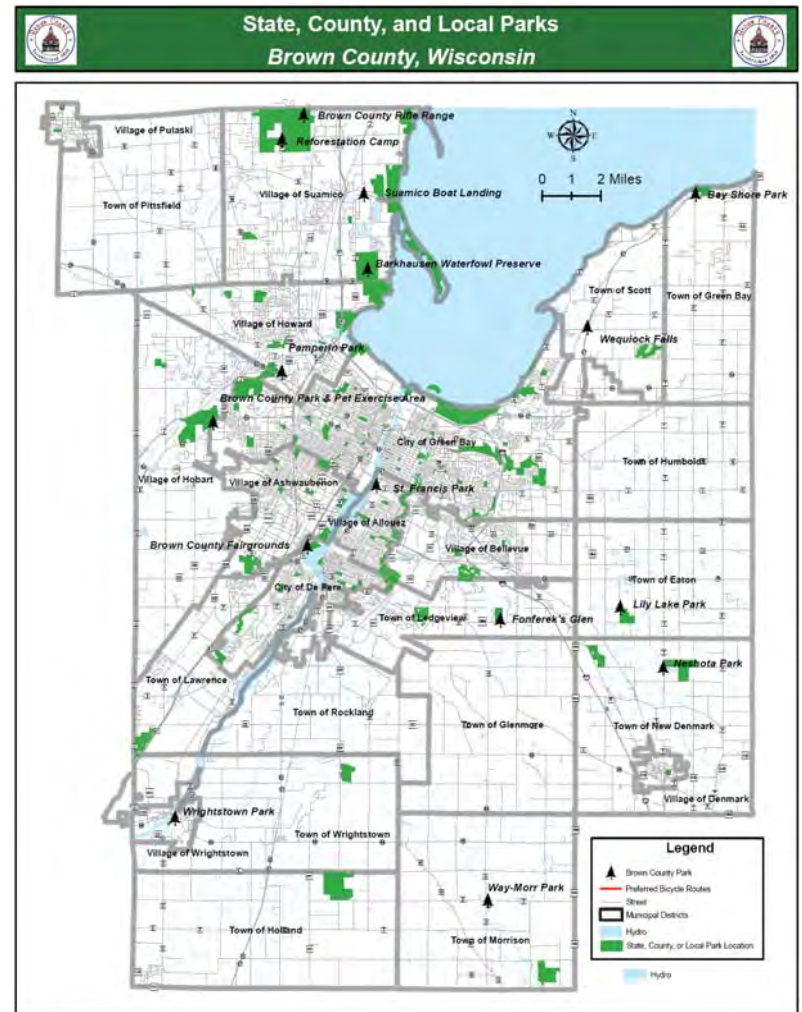 State, County, and Local Parks
Brown County, Wisconsin
Brown County Rifle Range
Village of Pulaski
Reforestation Camp
N
W E
S
0 1 2 Miles
Village of Suamico
Suamico Boat Landing
Bay Shore Park
Town of Pittsfield
Barkhausen Waterfowl Preserve
Town of Scott
Town of Green Bay
Village of Howard
Wequiock Falls
Pamperin Park
Brown County Park & Pet Exercise Area
City of Green Bay
Town of Humboldt
Village of Hobart
Village of Ashwaubenon
St. Francis Park
Village of Allouez
Brown County Fairgrounds
Village of Bellevue
Town of Eaton
City of De Pere
Lily Lake Park
Town of Ledgeview
Fonferek's Glen
Neshota Park
Town of Lawrence
Town of Rockland
Town of Glenmore
Town of New Denmark
Village of Denmark
Wrightstown Park
Town of Wrightstown
Village of Wrightstown
Way-Morr Park
Town of Holland
Town of Morrison
Legend
Brown County Park
Preferred Bicycle Routes
Street
Municipal Districts
Hydro
State, County, or Local Park Location
Hydro